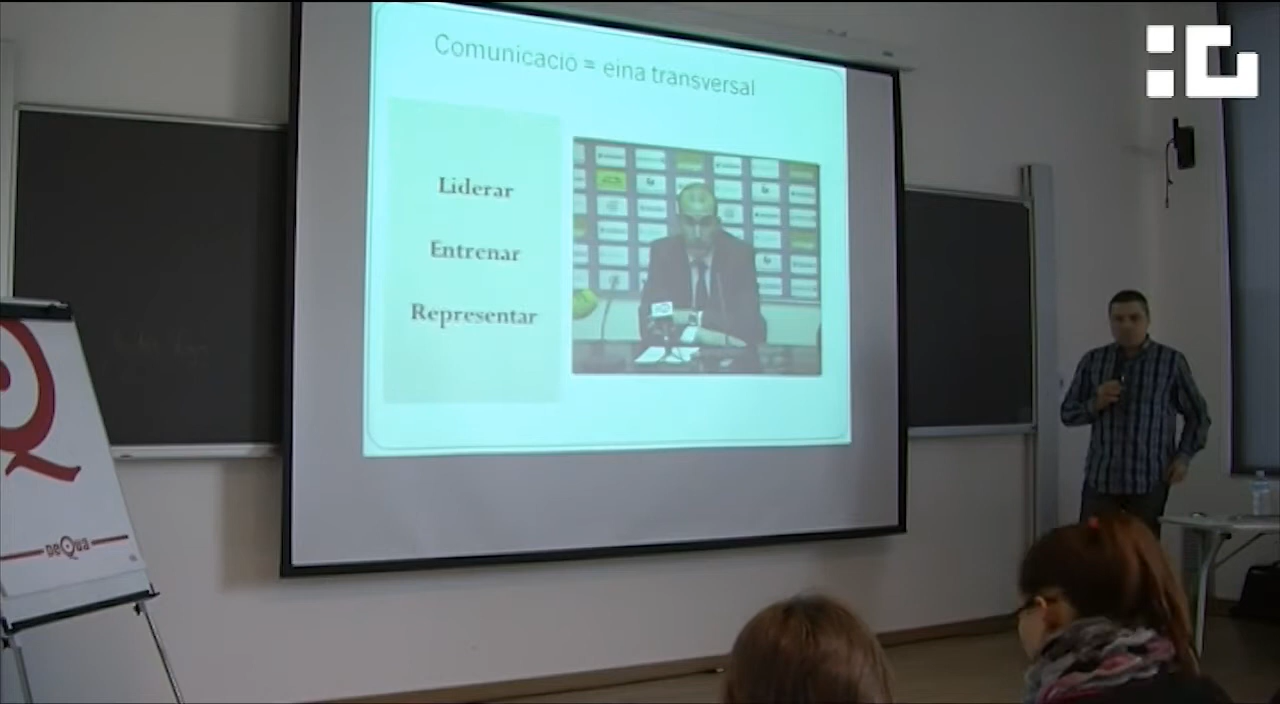 Comunicació = eina transversal
Liderar
Entrenar
Representar
DeQua